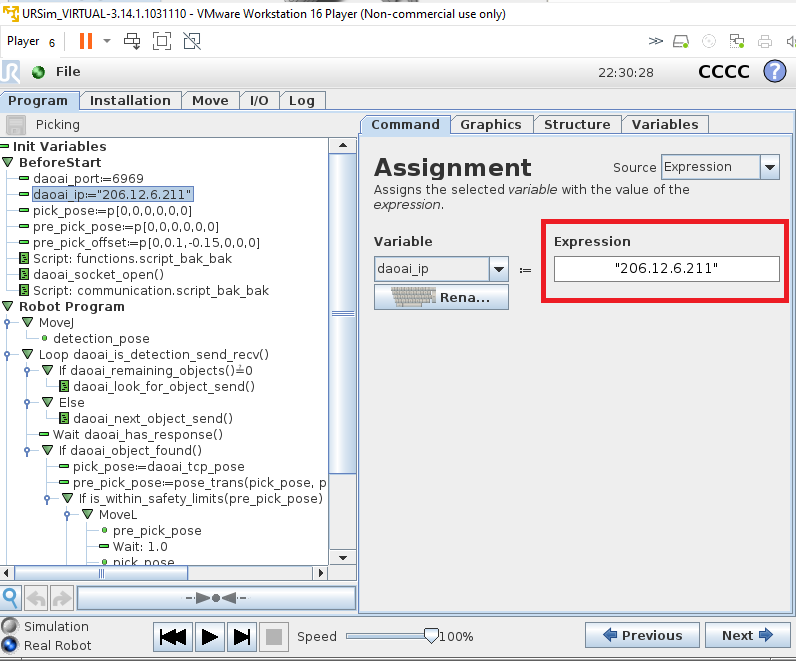 URSim_VIRTUAL-3.14.1.1031110 - VMware Workstation 16 Player (Non-commercial use only)
Player 6
File
22:30:28
CCCC
?
Program Installation Move I/O Log
Picking
Init Variables
BeforeStart
daoai_port:=6969
daoai_ip:="206.12.6.211"
pick_pose:=p[0,0,0,0,0,0]
pre_pick_pose:=p[0,0,0,0,0,0]
pre_pick_offset:=p[0,0.1,-0.15,0,0,0]
Script: functions.script_bak_bak
daoai_socket_open()
Script: communication.script_bak_bak
Robot Program
MoveJ
detection_pose
Loop daoai_is_detection_send_recv()
If daoai_remaining_objects()≟0
daoai_look_for_object_send()
Else
daoai_next_object_send()
Wait daoai_has_response()
If daoai_object_found()
pick_pose:=daoai_tcp_pose
pre_pick_pose:=pose_trans(pick_pose, p
If is_within_safety_limits(pre_pick_pose)
MoveL
pre_pick_pose
Wait: 1.0
pick_pose
Command Graphics Structure Variables
Assignment
Source Expression
Assigns the selected variable with the value of the
expression.
Variable
daoai_ip
:=
Rena...
Expression
"206.12.6.211"
Simulation
Real Robot
Speed
100%
Previous
Next